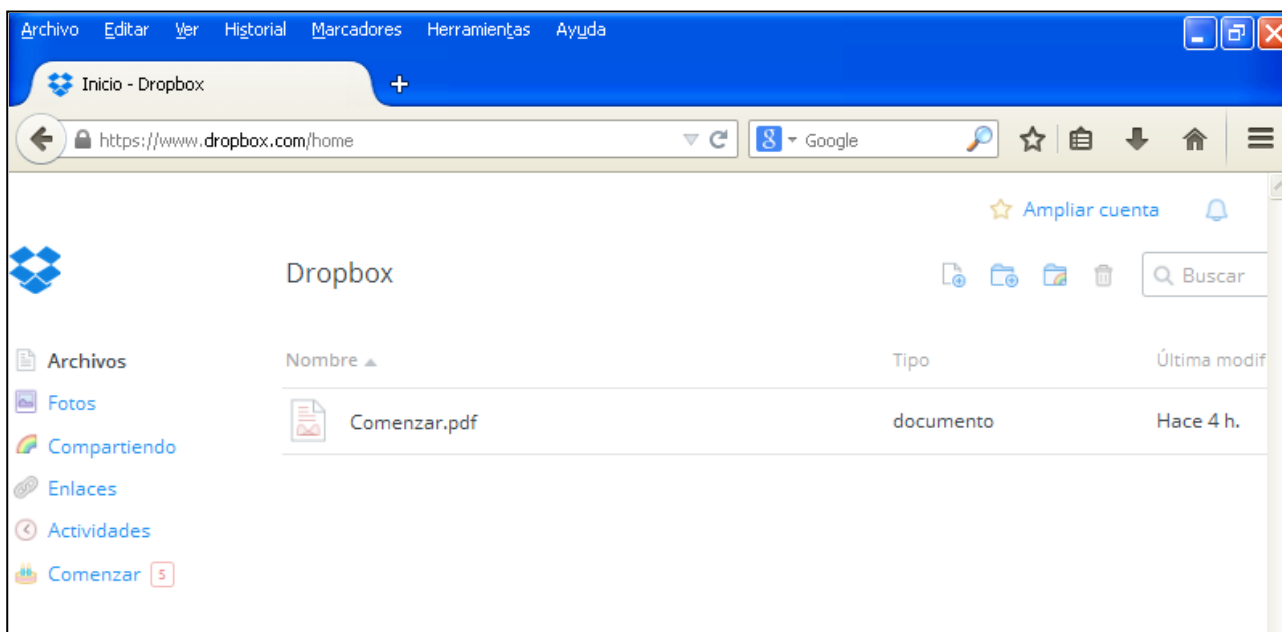 Archivo Editar Ver Historial Marcadores Herramientas Ayuda
Inicio - Dropbox
https://www.dropbox.com/home
8 Google
Ampliar cuenta
Dropbox
Buscar
Archivos
Fotos
Compartiendo
Enlaces
Actividades
Comenzar 5
Nombre Tipo Última modif
Comenzar.pdf documento Hace 4 h.